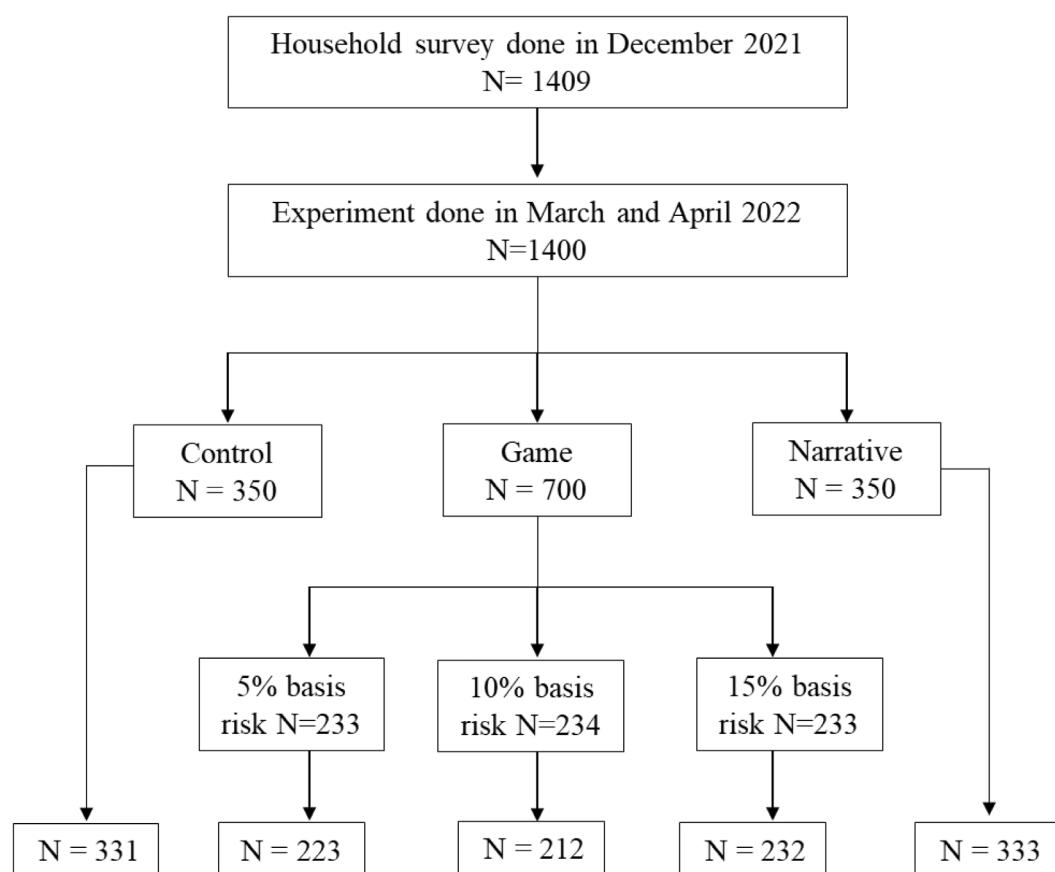 Household survey done in December 2021
N= 1409
Experiment done in March and April 2022
N=1400
Control
N = 350
Game
N = 700
Narrative
N = 350
5% basis
risk N=233
10% basis
risk N=234
15% basis
risk N=233
N = 331
N = 223
N = 212
N = 232
N = 333